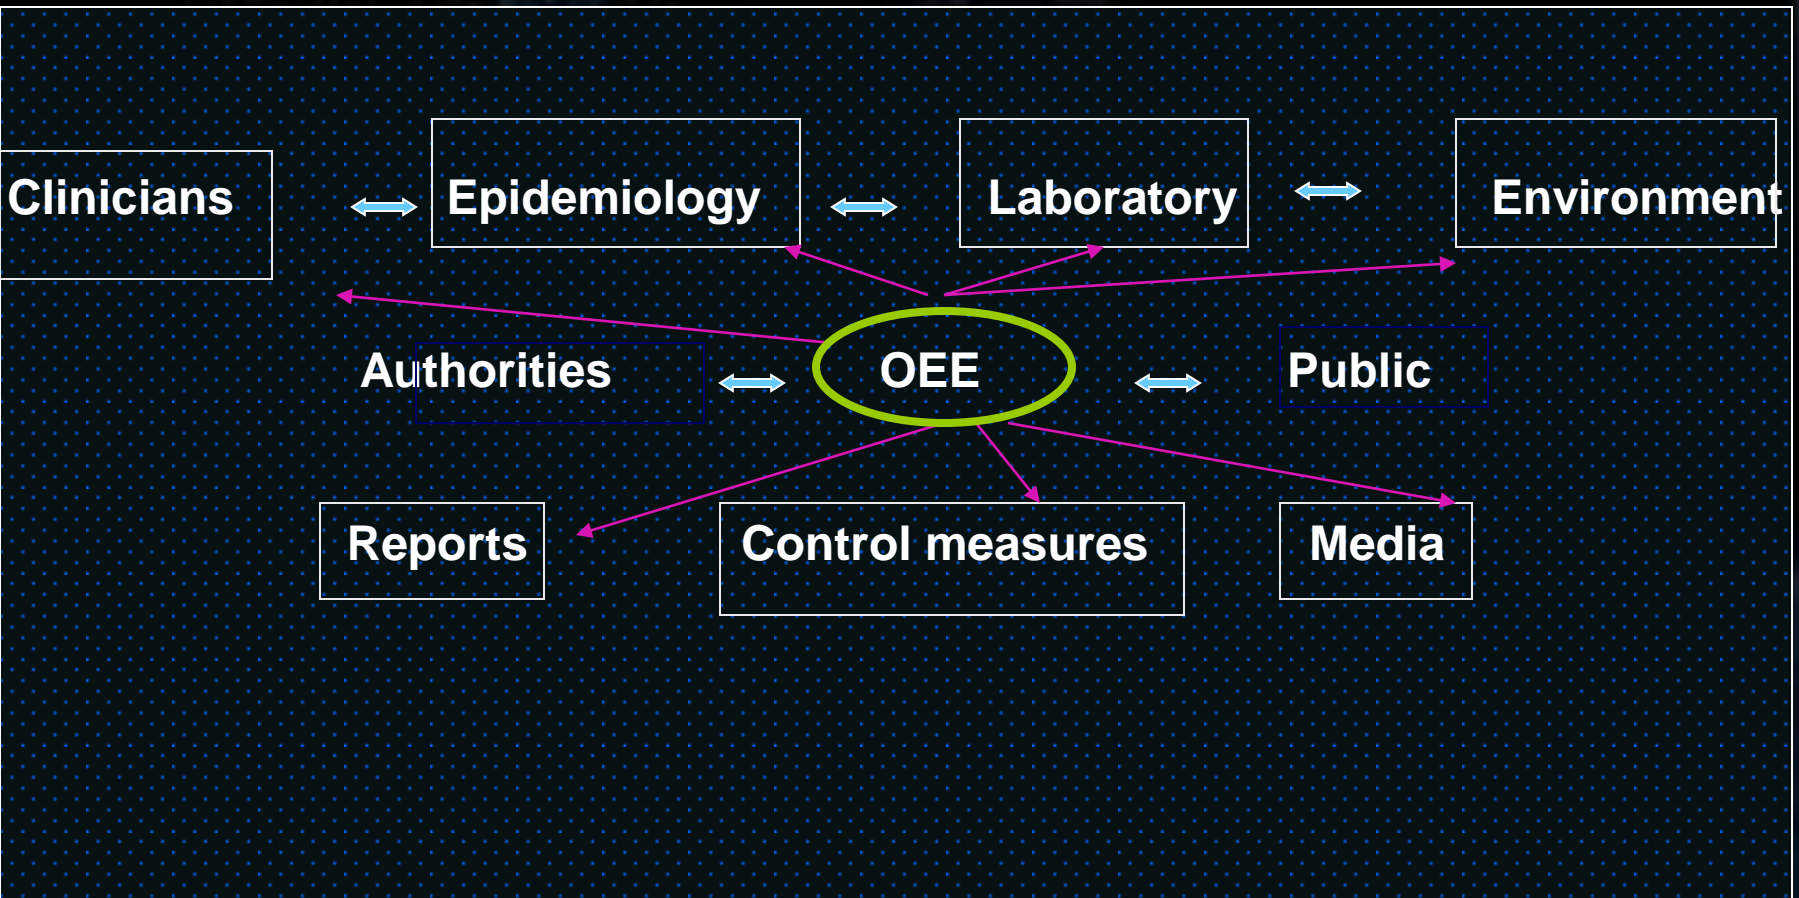 Clinicians Epidemiology Laboratory Environment
Authorities OEE Public
Reports Control measures Media